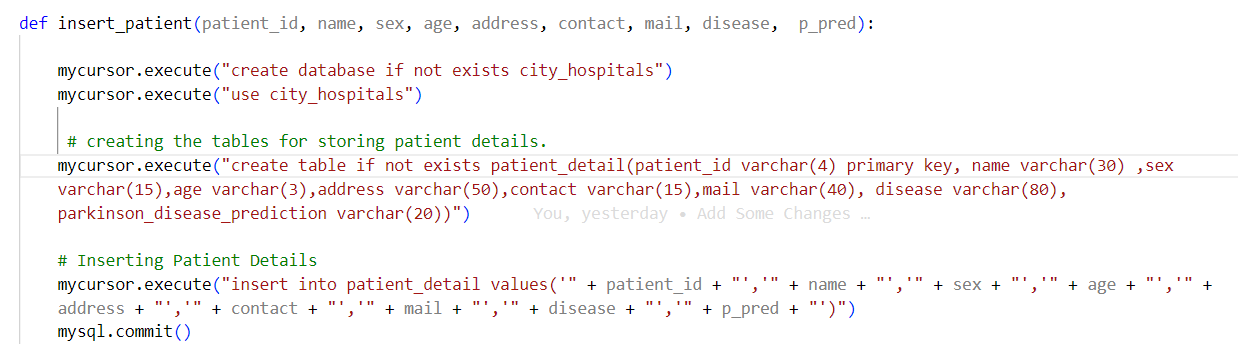 def insert_patient(patient_id, name, sex, age, address, contact, mail, disease,  p_pred):
mycursor.execute("create database if not exists city_hospitals")
mycursor.execute("use city_hospitals")
# creating the tables for storing patient details.
mycursor.execute("create table if not exists patient_detail(patient_id varchar(4) primary key, name varchar(30) ,sex
varchar(15),age varchar(3),address varchar(50),contact varchar(15),mail varchar(40), disease varchar(80),
parkinson_disease_prediction varchar(20))") You, yesterday • Add Some Changes …
# Inserting Patient Details
mycursor.execute("insert into patient_detail values('" + patient_id + "','" + name + "','" + sex + "','" + age + "','" +
address + "','" + contact + "','" + mail + "','" + disease + "','" + p_pred + "')")
mysql.commit()